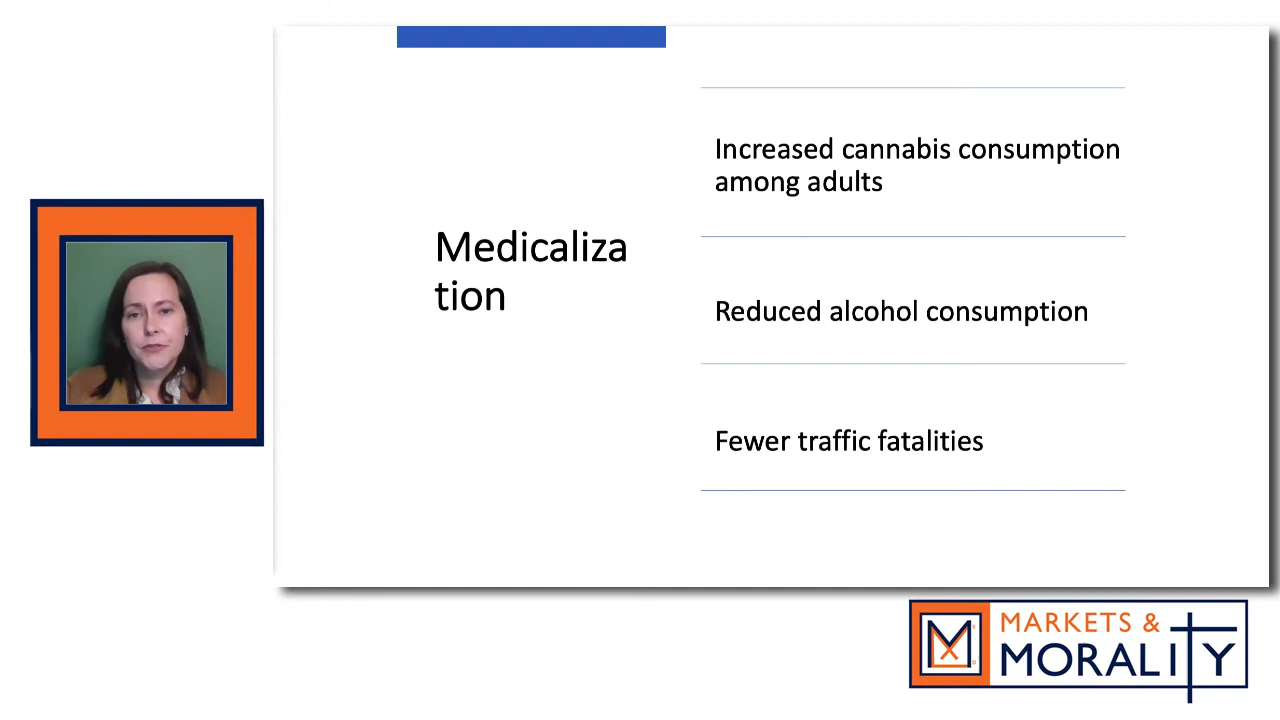 Medicaliza
tion
Increased cannabis consumption
among adults
Reduced alcohol consumption
Fewer traffic fatalities
MARKETS &
MORALITY